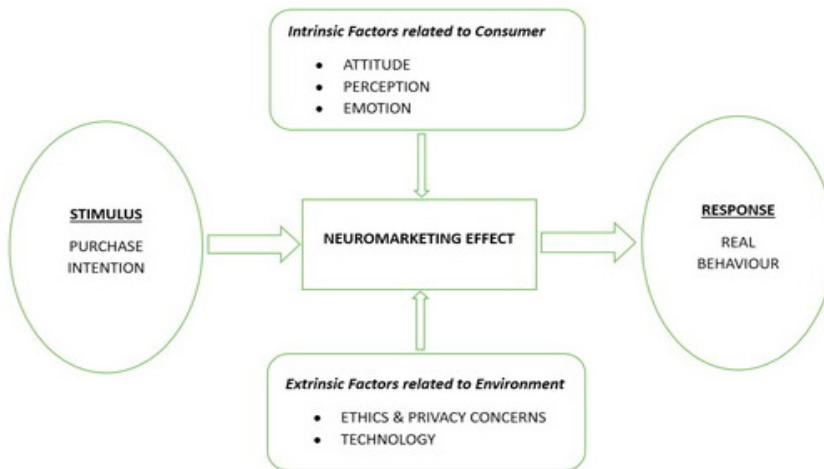 Intrinsic Factors related to Consumer
• ATTITUDE
• PERCEPTION
• EMOTION
STIMULUS
PURCHASE
INTENTION
NEUROMARKETING EFFECT
RESPONSE
REAL
BEHAVIOUR
Extrinsic Factors related to Environment
• ETHICS & PRIVACY CONCERNS
• TECHNOLOGY